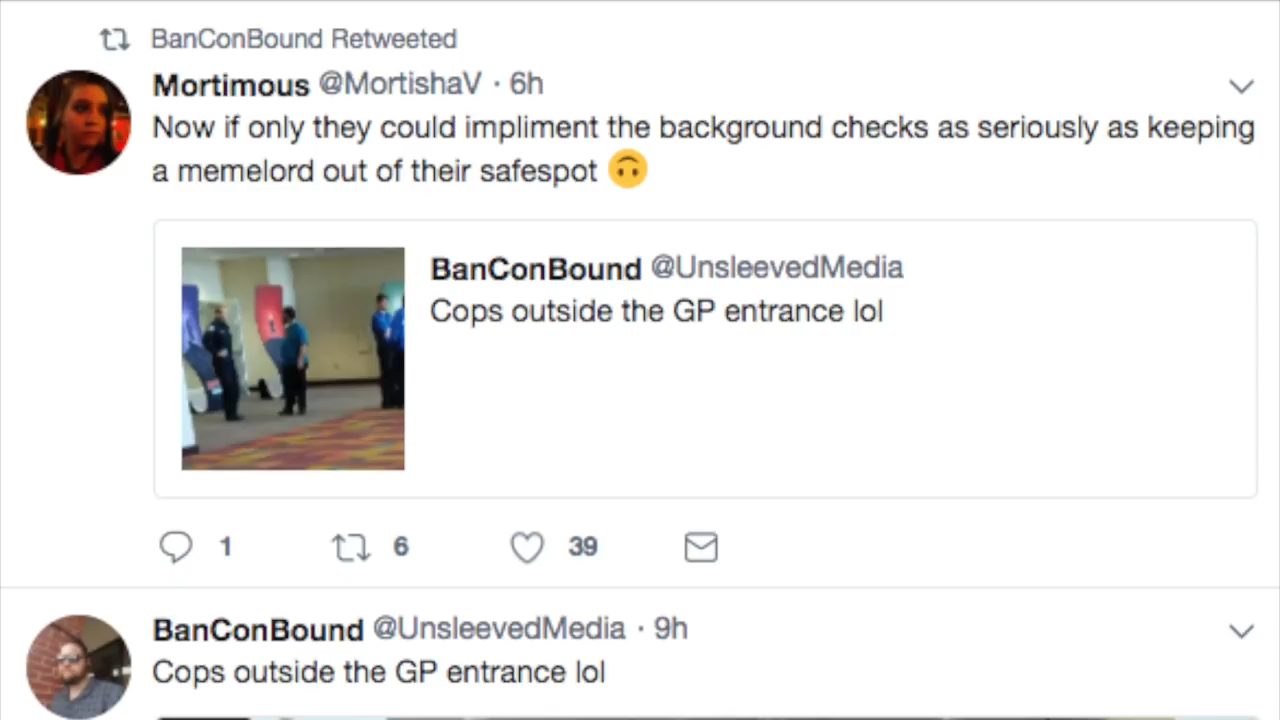 BanConBound Retweeted
Mortimous @MortishaV · 6h
Now if only they could impliment the background checks as seriously as keeping
a memelord out of their safespot 🙃
BanConBound @UnsleevedMedia
Cops outside the GP entrance lol
1 6 39
BanConBound @UnsleevedMedia · 9h
Cops outside the GP entrance lol